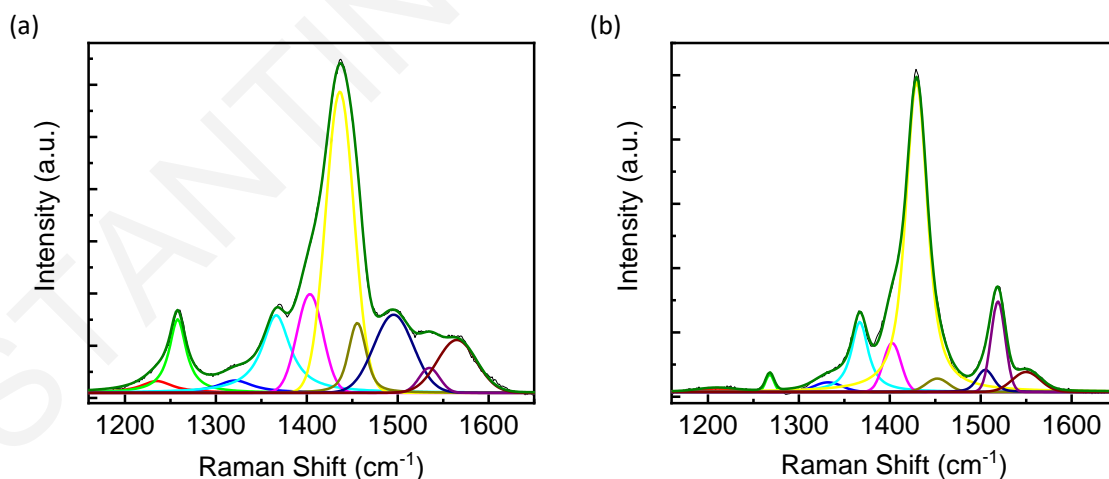 (a)
(b)
Intensity (a.u.)
1200 1300 1400 1500 1600
Raman Shift (cm⁻¹)
Intensity (a.u.)
1200 1300 1400 1500 1600
Raman Shift (cm⁻¹)
STANTIN